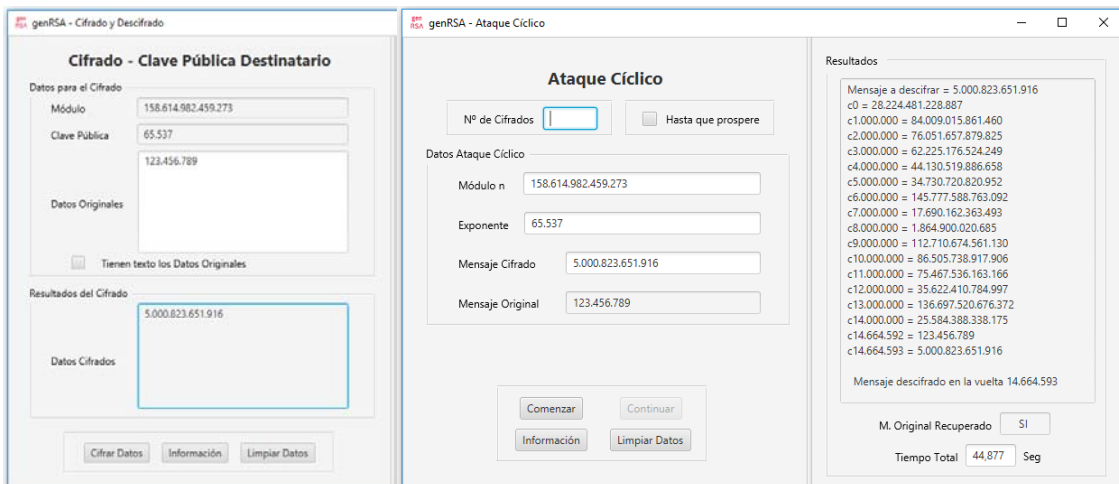 genRSA - Cifrado y Descifrado
Cifrado - Clave Pública Destinatario
Datos para el Cifrado
Módulo 158.614.982.459.273
Clave Pública 65.537
Datos Originales 123.456.789
Tienen texto los Datos Originales
Resultados del Cifrado
Datos Cifrados 5.000.823.651.916
Cifrar Datos Información Limpiar Datos
gen RSA genRSA - Ataque Cíclico
Ataque Cíclico
Nº de Cifrados Hasta que prospere
Datos Ataque Cíclico
Módulo n 158.614.982.459.273
Exponente 65.537
Mensaje Cifrado 5.000.823.651.916
Mensaje Original 123.456.789
Comenzar Continuar
Información Limpiar Datos
Resultados
Mensaje a descifrar = 5.000.823.651.916
c0 = 28.224.481.228.887
c1.000.000 = 84.009.015.861.460
c2.000.000 = 76.051.657.879.825
c3.000.000 = 62.225.176.524.249
c4.000.000 = 44.130.519.886.658
c5.000.000 = 34.730.720.820.952
c6.000.000 = 145.777.588.763.092
c7.000.000 = 17.690.162.363.493
c8.000.000 = 1.864.900.020.685
c9.000.000 = 112.710.674.561.130
c10.000.000 = 86.505.738.917.906
c11.000.000 = 75.467.536.163.166
c12.000.000 = 35.622.410.784.997
c13.000.000 = 136.697.520.676.372
c14.000.000 = 25.584.388.338.175
c14.664.592 = 123.456.789
c14.664.593 = 5.000.823.651.916
Mensaje descifrado en la vuelta 14.664.593
M. Original Recuperado SI
Tiempo Total 44,877 Seg